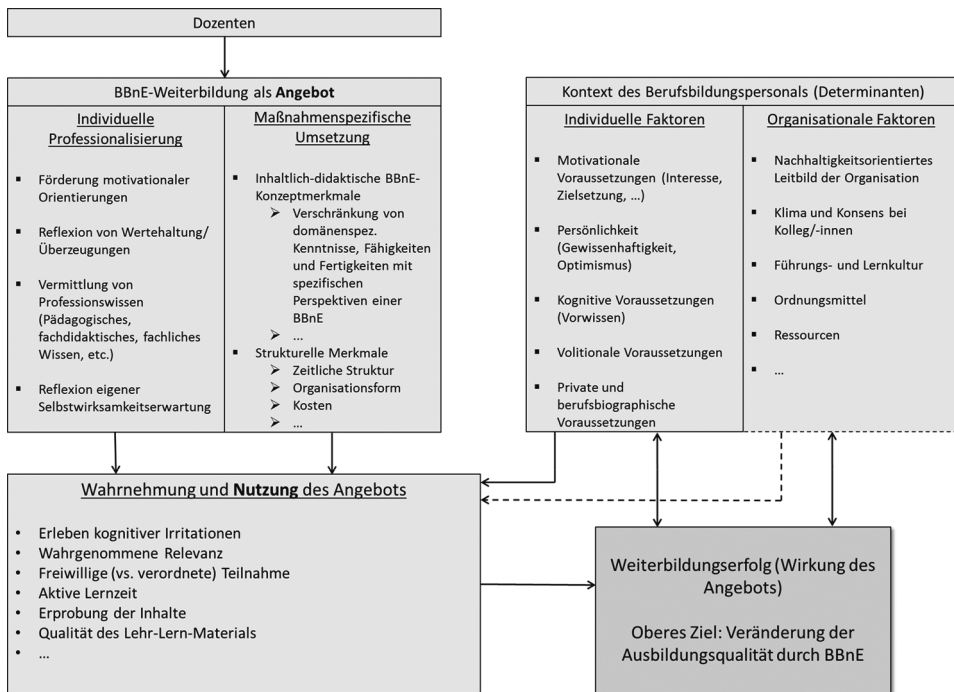 Dozenten
BBnE-Weiterbildung als Angebot
Individuelle
Professionalisierung
▪ Förderung motivationaler
Orientierungen
▪ Reflexion von Wertehaltung/
Überzeugungen
▪ Vermittlung von
Professionswissen
(Pädagogisches,
fachdidaktisches, fachliches
Wissen, etc.)
▪ Reflexion eigener
Selbstwirksamkeitserwartung
Maßnahmenspezifische
Umsetzung
▪ Inhaltlich-didaktische BBnE-
Konzeptmerkmale
➢ Verschränkung von
domänenspez.
Kenntnisse, Fähigkeiten
und Fertigkeiten mit
spezifischen
Perspektiven einer
BBnE
➢ ...
▪ Strukturelle Merkmale
➢ Zeitliche Struktur
➢ Organisationsform
➢ Kosten
➢ ...
Kontext des Berufsbildungspersonals (Determinanten)
Individuelle Faktoren
▪ Motivationale
Voraussetzungen (Interesse,
Zielsetzung, ...)
▪ Persönlichkeit
(Gewissenhaftigkeit,
Optimismus)
▪ Kognitive Voraussetzungen
(Vorwissen)
▪ Volitionale Voraussetzungen
▪ Private und
berufsbiographische
Voraussetzungen
Organisationale Faktoren
▪ Nachhaltigkeitsorientiertes
Leitbild der Organisation
▪ Klima und Konsens bei
Kolleg/-innen
▪ Führungs- und Lernkultur
▪ Ordnungsmittel
▪ Ressourcen
▪ ...
Wahrnehmung und Nutzung des Angebots
• Erleben kognitiver Irritationen
• Wahrgenommene Relevanz
• Freiwillige (vs. verordnete) Teilnahme
• Aktive Lernzeit
• Erprobung der Inhalte
• Qualität des Lehr-Lern-Materials
• ...
Weiterbildungserfolg (Wirkung des
Angebots)
Oberes Ziel: Veränderung der
Ausbildungsqualität durch BBnE